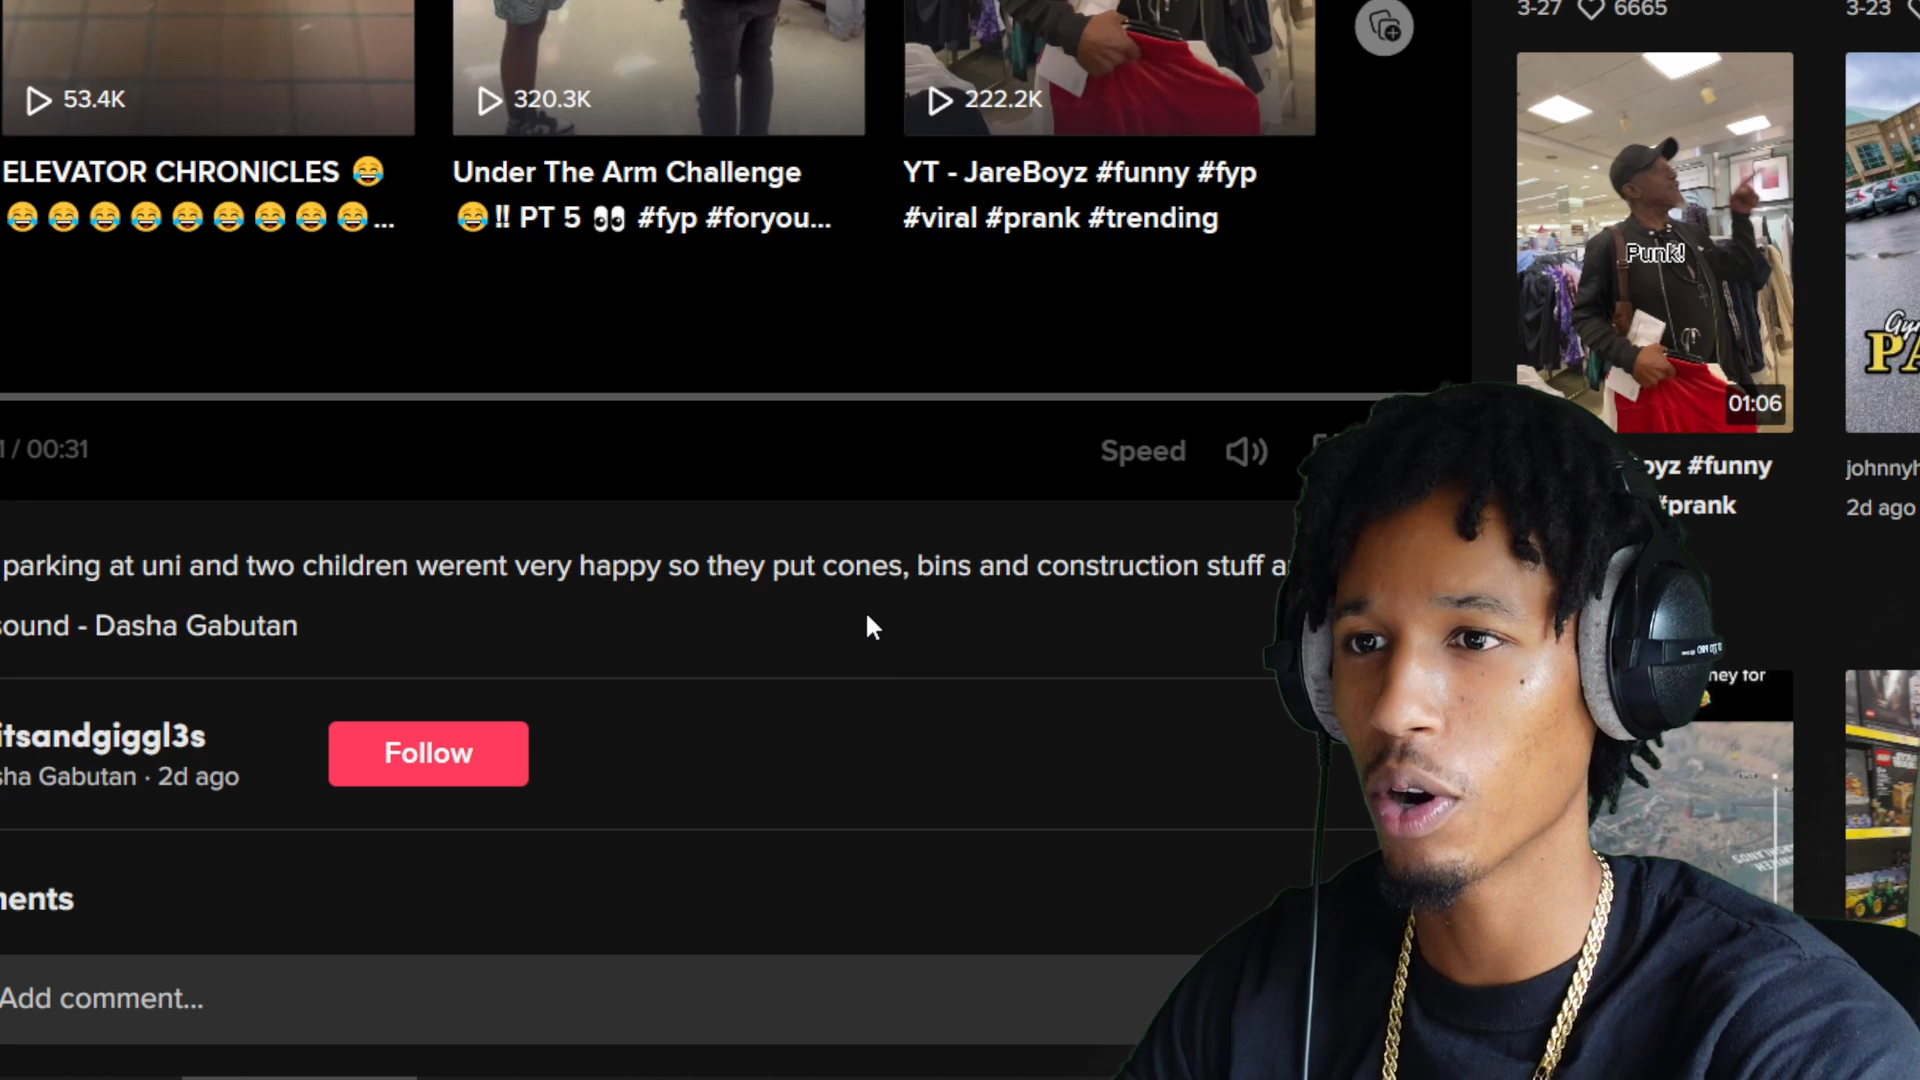 3-27 6665
3-23
53.4K
320.3K
222.2K
ELEVATOR CHRONICLES 😂
😂😂😂😂😂😂😂😂😂...
Under The Arm Challenge
😂‼️ PT 5 👀 #fyp #foryou...
YT - JareBoyz #funny #fyp
#viral #prank #trending
Punk!
01:06
oyz #funny
#prank
johnnyh
2d ago
/ 00:31
Speed
parking at uni and two children werent very happy so they put cones, bins and construction stuff a
sound - Dasha Gabutan
itsandgiggl3s
sha Gabutan · 2d ago
Follow
ney for
nents
Add comment...